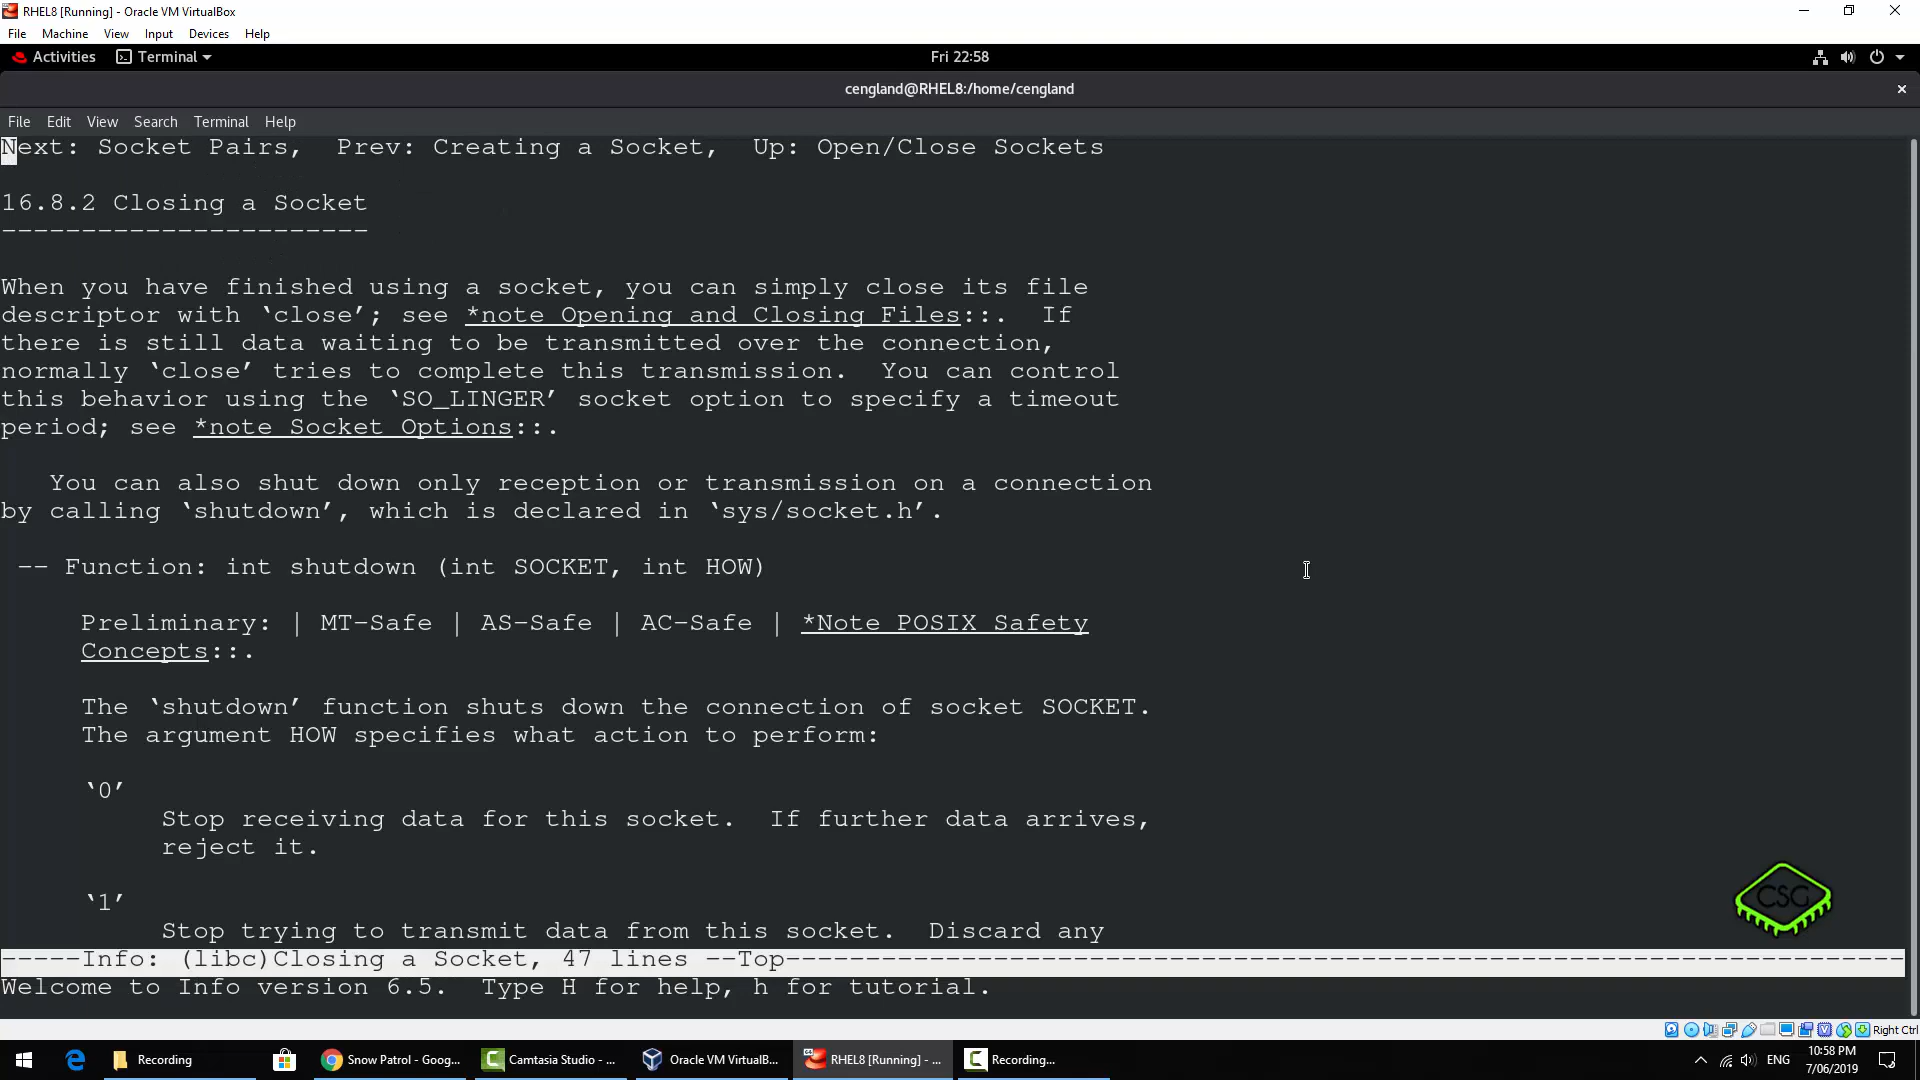 RHEL8 [Running] - Oracle VM VirtualBox
File Machine View Input Devices Help
Activities Terminal Fri 22:58
cengland@RHEL8:/home/cengland
File Edit View Search Terminal Help
Next: Socket Pairs,  Prev: Creating a Socket,  Up: Open/Close Sockets
16.8.2 Closing a Socket
-----------------------
When you have finished using a socket, you can simply close its file
descriptor with ‘close’; see *note Opening and Closing Files::.  If
there is still data waiting to be transmitted over the connection,
normally ‘close’ tries to complete this transmission.  You can control
this behavior using the ‘SO_LINGER’ socket option to specify a timeout
period; see *note Socket Options::.
You can also shut down only reception or transmission on a connection
by calling ‘shutdown’, which is declared in ‘sys/socket.h’.
-- Function: int shutdown (int SOCKET, int HOW)
Preliminary: | MT-Safe | AS-Safe | AC-Safe | *Note POSIX Safety
Concepts::.
The ‘shutdown’ function shuts down the connection of socket SOCKET.
The argument HOW specifies what action to perform:
‘0’
Stop receiving data for this socket.  If further data arrives,
reject it.
‘1’
Stop trying to transmit data from this socket.  Discard any
CSG
-----Info: (libc)Closing a Socket, 47 lines --Top----------------------------------------------------------------------
Welcome to Info version 6.5.  Type H for help, h for tutorial.
Right Ctrl
Recording
Snow Patrol - Goog...
Camtasia Studio - ...
Oracle VM VirtualB...
RHEL8 [Running] - ...
Recording...
ENG
10:58 PM
7/06/2019